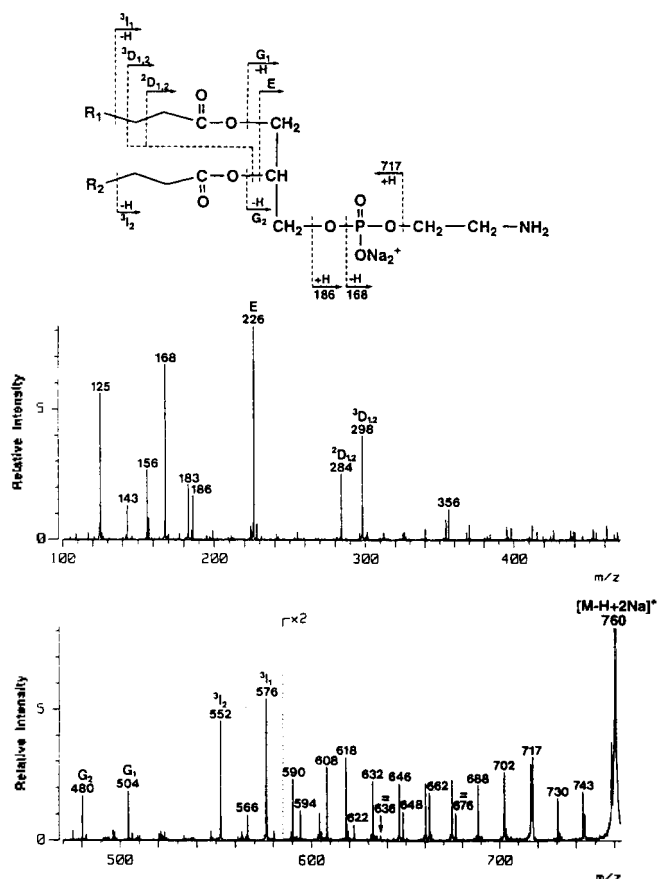 ³I₁
-H
³D₁,₂
-H
²D₁,₂
G₁
-H
E
R₁
O
C—O—CH₂
R₂
C—O—CH
O
-H
³I₂
-H
G₂
717
+H
O
CH₂—O—P—O—CH₂—CH₂—NH₂
ONa₂⁺
+H
186
-H
168
Relative Intensity
5
0
125
143
156
168
183
186
E
226
²D₁,₂
284
³D₁,₂
298
356
100
200
300
400
m/z
Relative Intensity
5
0
G₂
480
G₁
504
³I₂
552
566
³I₁
576
×2
590
594
608
618
622
632
=
636
646
648
662
=
676
688
702
717
730
743
[M-H+2Na]⁺
760
500
600
700
m/z